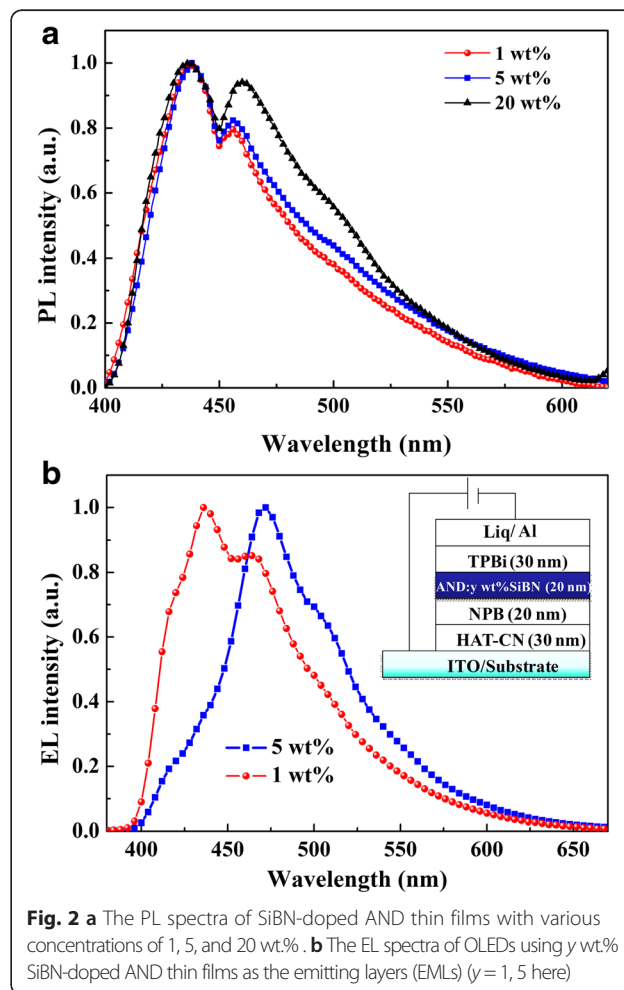 a
1 wt%
5 wt%
20 wt%
PL intensity (a.u.)
1.0
0.8
0.6
0.4
0.2
0.0
400
450
500
550
600
Wavelength (nm)
b
EL intensity (a.u.)
1.0
0.8
0.6
0.4
0.2
0.0
Liq/ Al
TPBi (30 nm)
AND:y wt%SiBN (20 nm)
NPB (20 nm)
HAT-CN (30 nm)
ITO/Substrate
5 wt%
1 wt%
400
450
500
550
600
650
Wavelength (nm)
Fig. 2 a The PL spectra of SiBN-doped AND thin films with various
concentrations of 1, 5, and 20 wt.% . b The EL spectra of OLEDs using y wt.%
SiBN-doped AND thin films as the emitting layers (EMLs) (y = 1, 5 here)